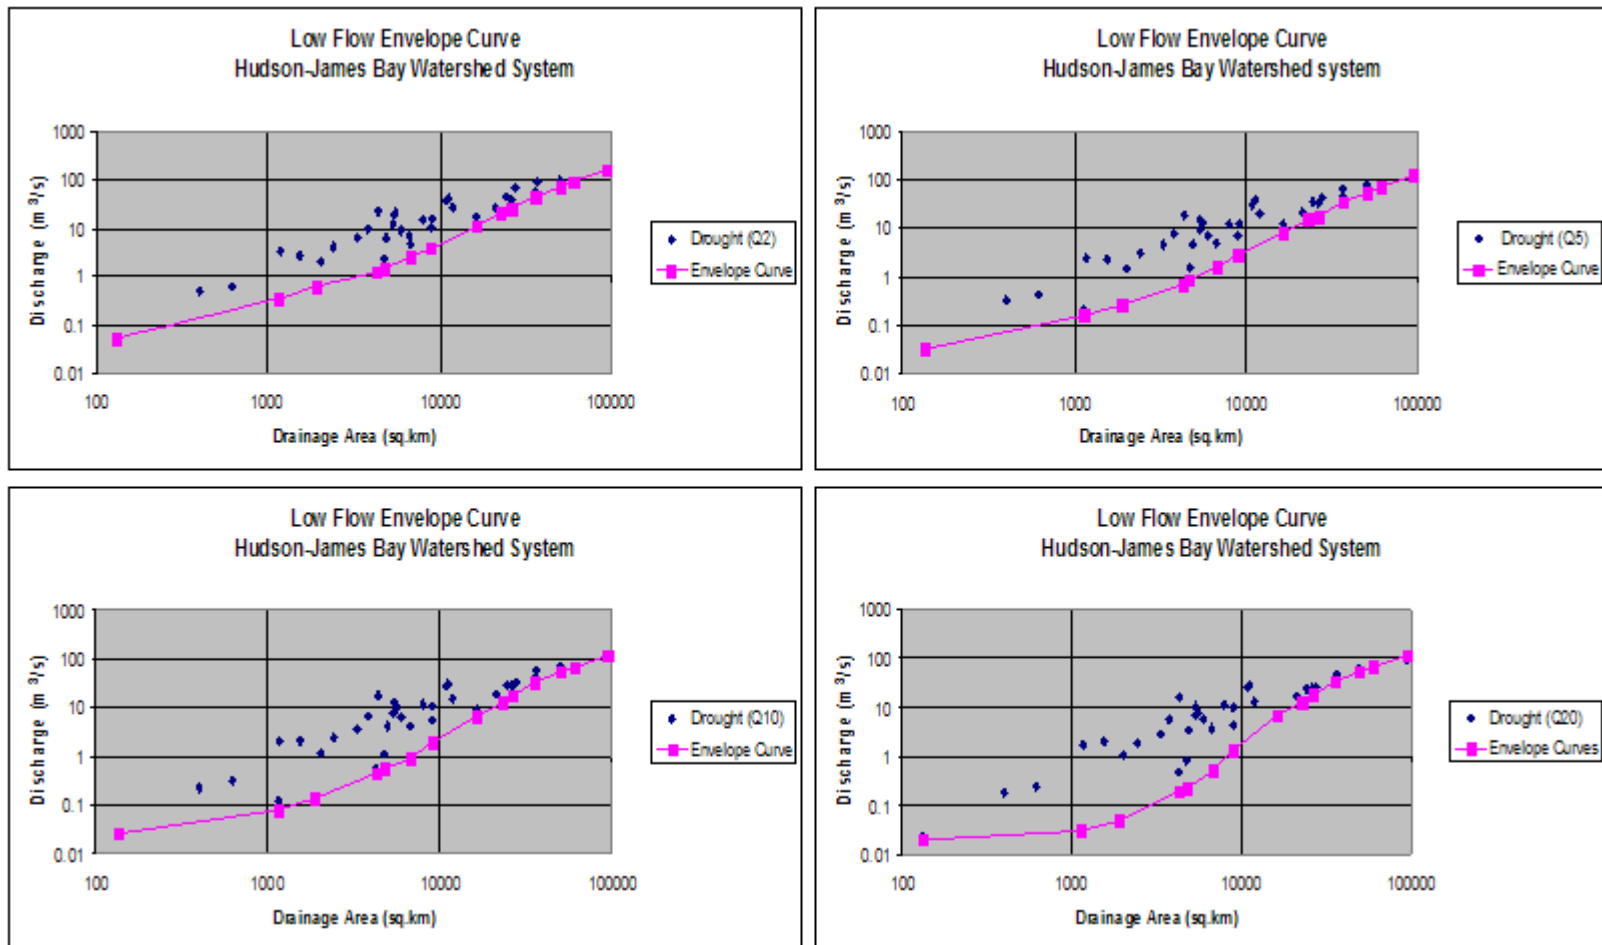 Low Flow Envelope Curve
Hudson-James Bay Watershed System
1000
100
10
1
0.1
0.01
100 1000 10000 100000
Discharge (m³/s)
Drainage Area (sq.km)
Drought (Q2)
Envelope Curve
Low Flow Envelope Curve
Hudson-James Bay Watershed system
1000
100
10
1
0.1
0.01
100 1000 10000 100000
Discharge (m³/s)
Drainage Area (sq.km)
Drought (Q5)
Envelope Curve
Low Flow Envelope Curve
Hudson-James Bay Watershed System
1000
100
10
1
0.1
0.01
100 1000 10000 100000
Discharge (m³/s)
Drainage Area (sq.km)
Drought (Q10)
Envelope Curve
Low Flow Envelope Curve
Hudson-James Bay Watershed System
1000
100
10
1
0.1
0.01
100 1000 10000 100000
Discharge (m³/s)
Drainage Area (sq.km)
Drought (Q20)
Envelope Curves